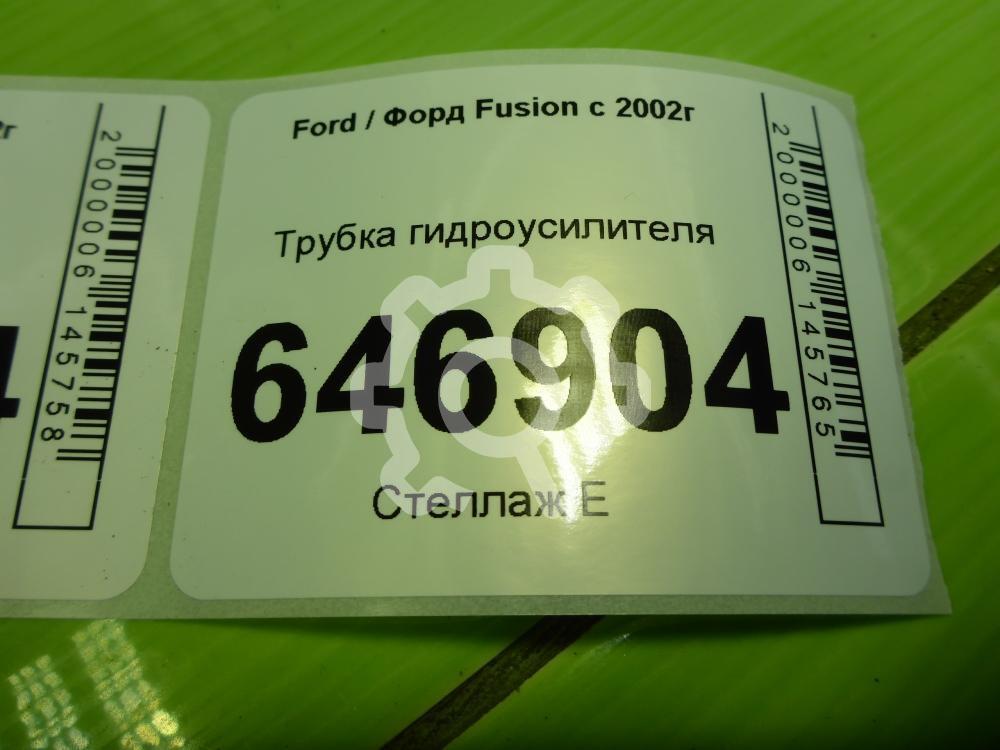 Ford / Форд Fusion с 2002г
Трубка гидроусилителя
646904
Стеллаж E
2000006145765
2000006145758